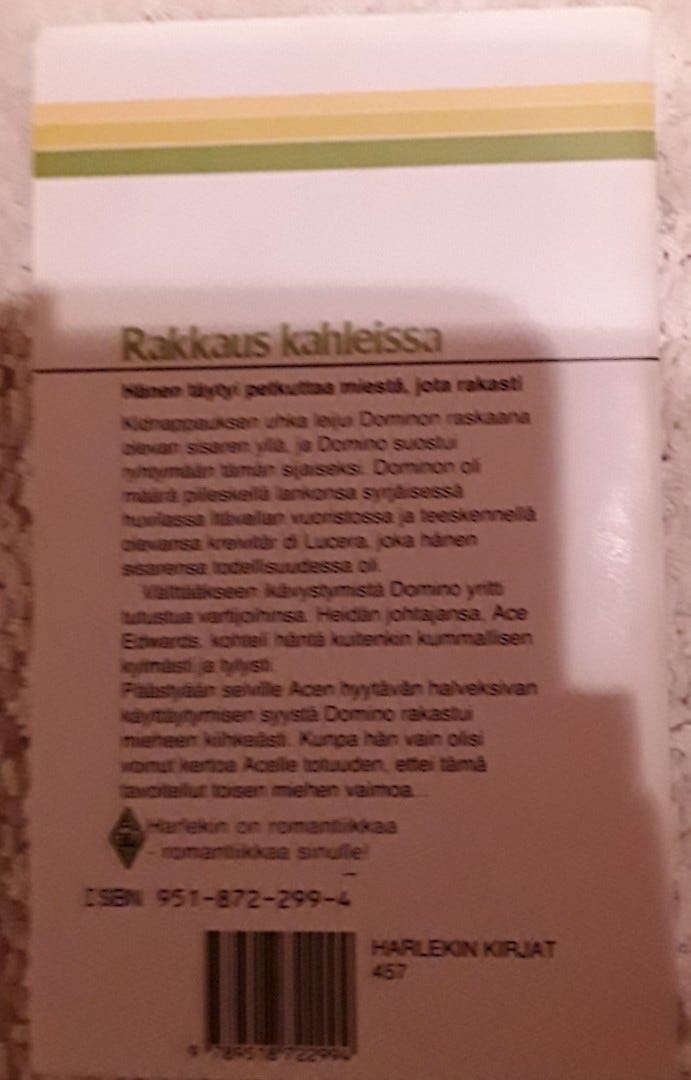 Rakkaus kahleissa
Hänen täytyi petkuttaa miestä, jota rakasti
Kidnappauksen uhka leijui Dominon raskaana
olevan sisaren yllä, ja Domino suostui
ryhtymään tämän sijaiseksi. Dominon oli
määrä piileskellä lankonsa syrjäisessä
huvilassa Itävallan vuoristossa ja teeskennellä
olevansa kreivitär di Lucera, joka hänen
sisarensa todellisuudessa oli.
Välttääkseen ikävystymistä Domino yritti
tutustua vartijoihinsa. Heidän johtajansa, Ace
Edwards, kohteli häntä kuitenkin kummallisen
kylmästi ja tylysti.
Päästyään selville Acen hyytävän halveksivan
käyttäytymisen syystä Domino rakastui
mieheen kiihkeästi. Kunpa hän vain olisi
voinut kertoa Acelle totuuden, ettei tämä
tavoitellut toisen miehen vaimoa...
Harlekin on romantiikkaa
- romantiikkaa sinulle!
ISBN 951-872-299-4
HARLEKIN KIRJAT
457
9 789518 722994